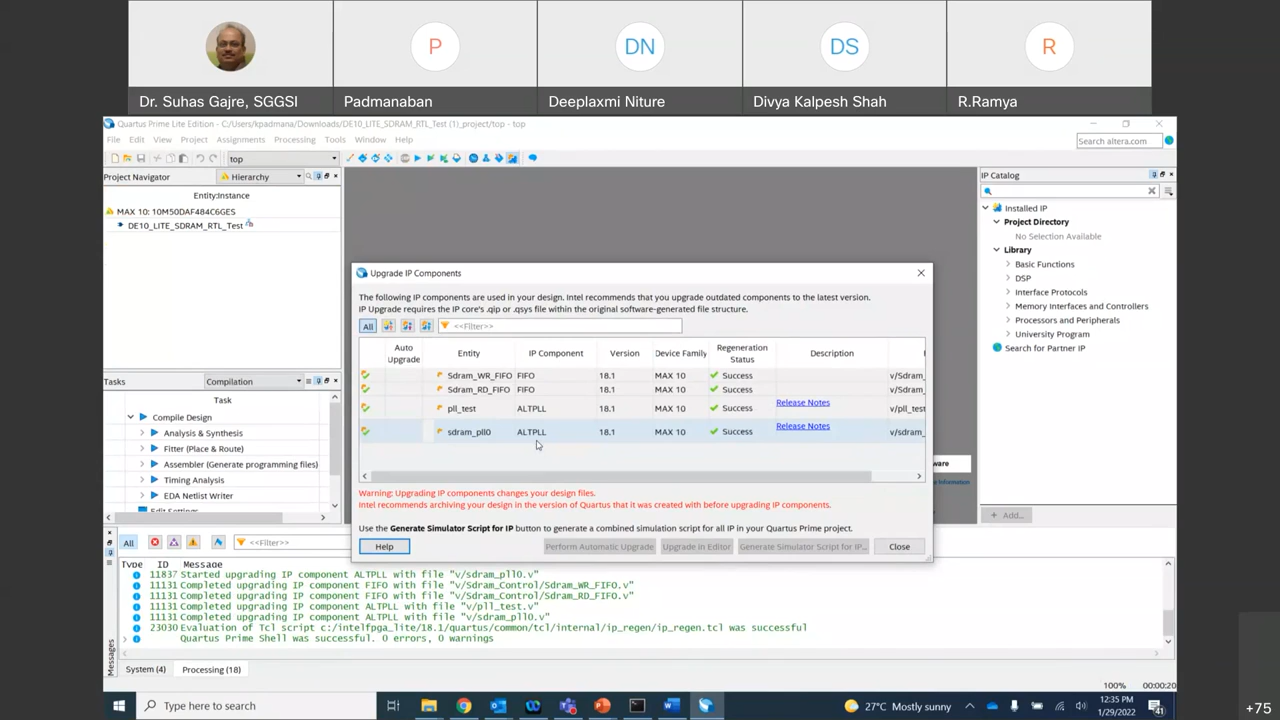 P
DN
DS
R
Dr. Suhas Gajre, SGGSI
Padmanaban
Deeplaxmi Niture
Divya Kalpesh Shah
R.Ramya
Quartus Prime Lite Edition - C:/Users/kpadmana/Downloads/DE10_LITE_SDRAM_RTL_Test (1)_project/top - top
File Edit View Project Assignments Processing Tools Window Help
Search altera.com
top
Project Navigator
Hierarchy
Entity:Instance
MAX 10: 10M50DAF484C6GES
DE10_LITE_SDRAM_RTL_Test
Tasks
Compilation
Task
Compile Design
Analysis & Synthesis
Fitter (Place & Route)
Assembler (Generate programming files)
Timing Analysis
EDA Netlist Writer
Edit Settings
Upgrade IP Components
The following IP components are used in your design. Intel recommends that you upgrade outdated components to the latest version.
IP Upgrade requires the IP core's .qip or .qsys file within the original software-generated file structure.
All
<<Filter>>
Auto Upgrade Entity IP Component Version Device Family Regeneration Status Description
Sdram_WR_FIFO FIFO 18.1 MAX 10 Success v/Sdram_
Sdram_RD_FIFO FIFO 18.1 MAX 10 Success v/Sdram_
pll_test ALTPLL 18.1 MAX 10 Success Release Notes v/pll_test
sdram_pll0 ALTPLL 18.1 MAX 10 Success Release Notes v/sdram_
Warning: Upgrading IP components changes your design files.
Intel recommends archiving your design in the version of Quartus that it was created with before upgrading IP components.
Use the Generate Simulator Script for IP button to generate a combined simulation script for all IP in your Quartus Prime project.
Help
Perform Automatic Upgrade
Upgrade in Editor
Generate Simulator Script for IP...
Close
ware
Information
IP Catalog
Installed IP
Project Directory
No Selection Available
Library
Basic Functions
DSP
Interface Protocols
Memory Interfaces and Controllers
Processors and Peripherals
University Program
Search for Partner IP
+ Add...
All
<<Filter>>
Type ID Message
11837 Started upgrading IP component ALTPLL with file "v/sdram_pll0.v"
11131 Completed upgrading IP component FIFO with file "v/Sdram_Control/Sdram_WR_FIFO.v"
11131 Completed upgrading IP component FIFO with file "v/Sdram_Control/Sdram_RD_FIFO.v"
11131 Completed upgrading IP component ALTPLL with file "v/pll_test.v"
11131 Completed upgrading IP component ALTPLL with file "v/sdram_pll0.v"
23030 Evaluation of Tcl script c:/intelfpga_lite/18.1/quartus/common/tcl/internal/ip_regen/ip_regen.tcl was successful
Quartus Prime Shell was successful. 0 errors, 0 warnings
Messages
System (4)
Processing (18)
100% 00:00:20
Type here to search
27°C Mostly sunny
12:35 PM
1/29/2022
41
+75